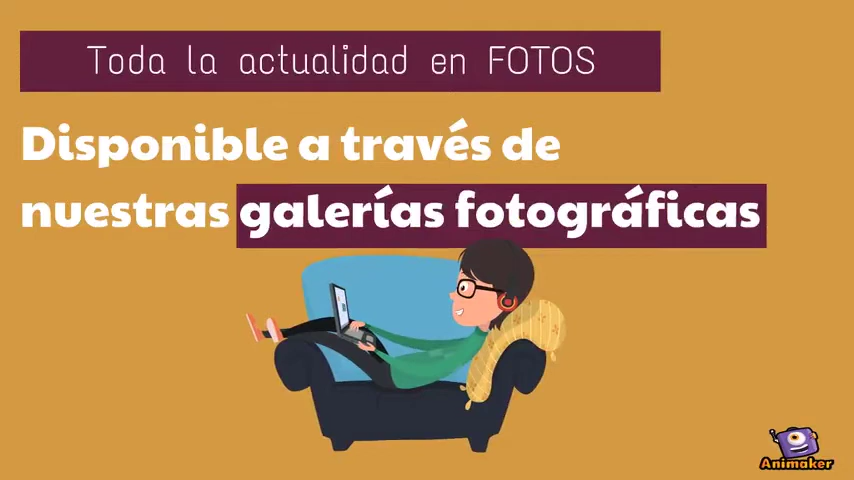 Toda la actualidad en FOTOS
Disponible a través de
nuestras galerías fotográficas
Animaker